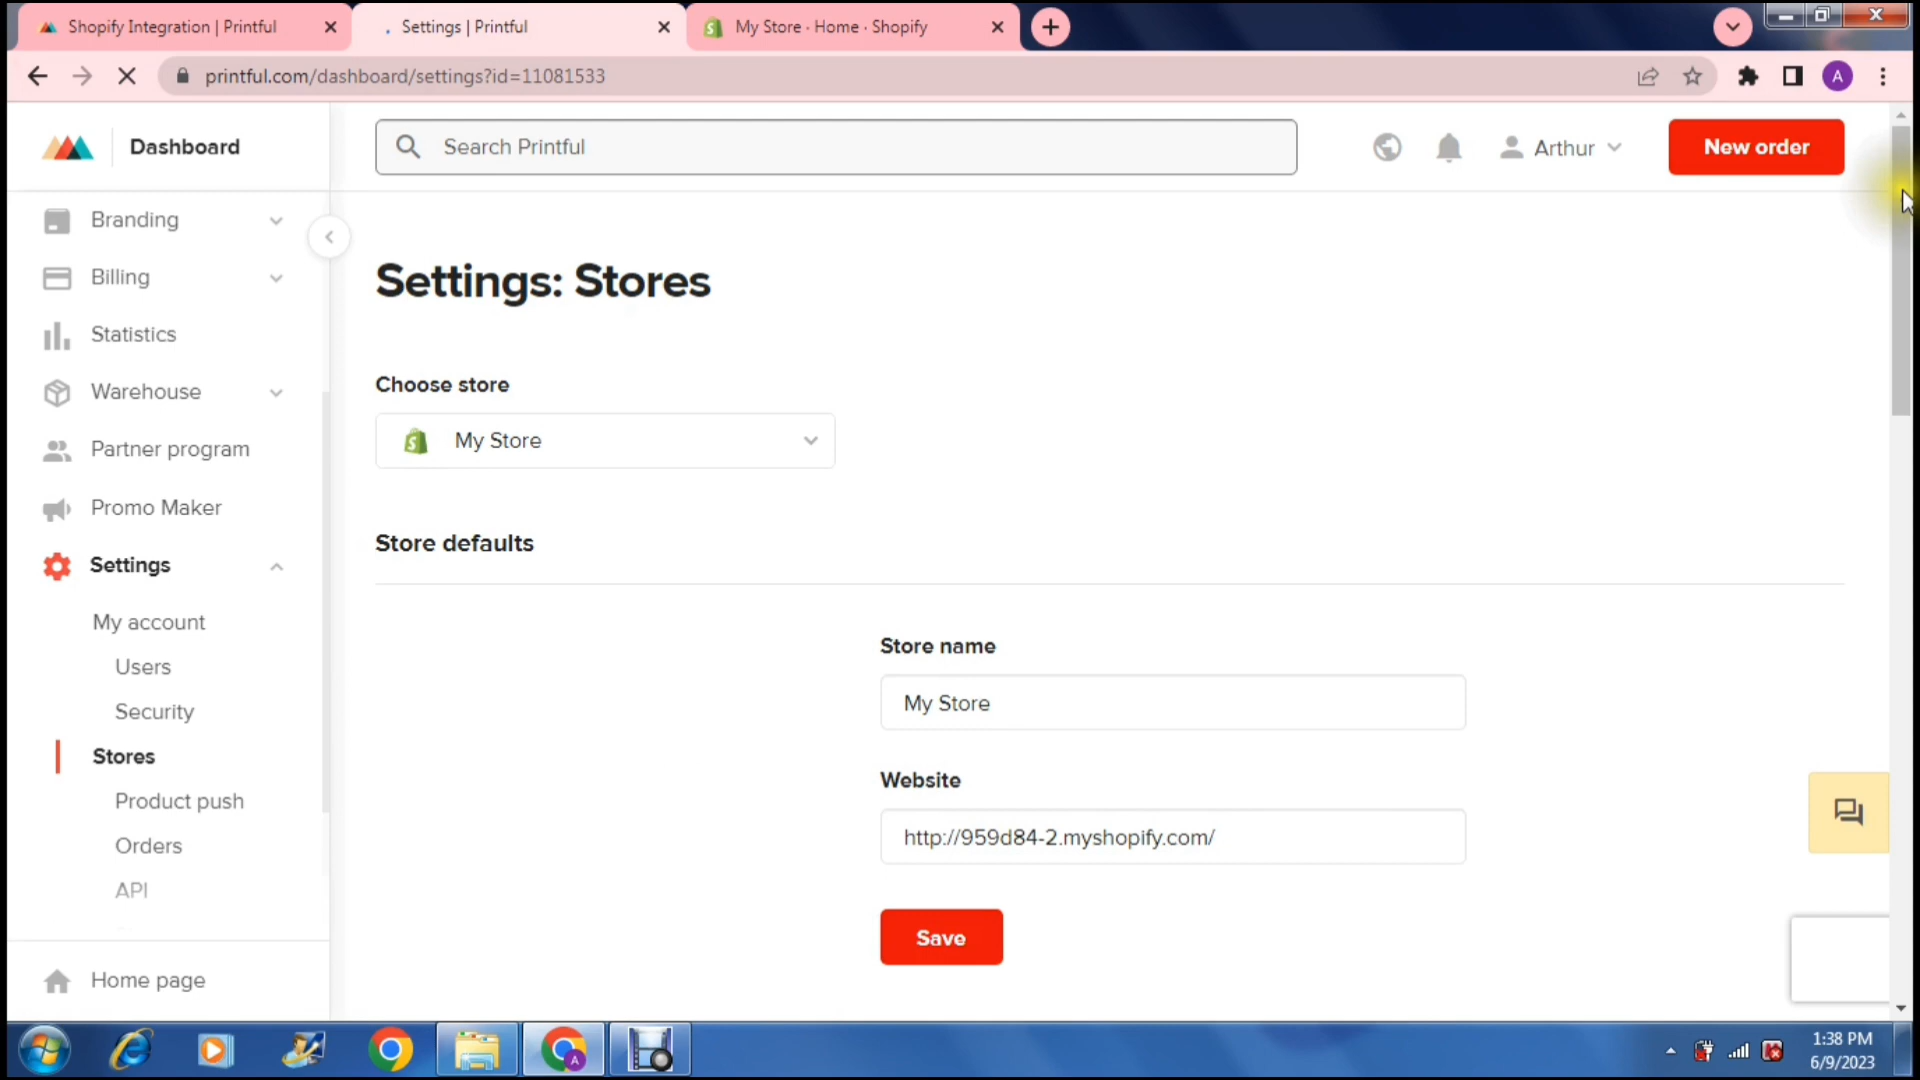 Shopify Integration | Printful
Settings | Printful
My Store · Home · Shopify
printful.com/dashboard/settings?id=11081533
A
Dashboard
Search Printful
Arthur
New order
Branding
Billing
Statistics
Warehouse
Partner program
Promo Maker
Settings
My account
Users
Security
Stores
Product push
Orders
API
Home page
Settings: Stores
Choose store
My Store
Store defaults
Store name
My Store
Website
http://959d84-2.myshopify.com/
Save
A
1:38 PM
6/9/2023